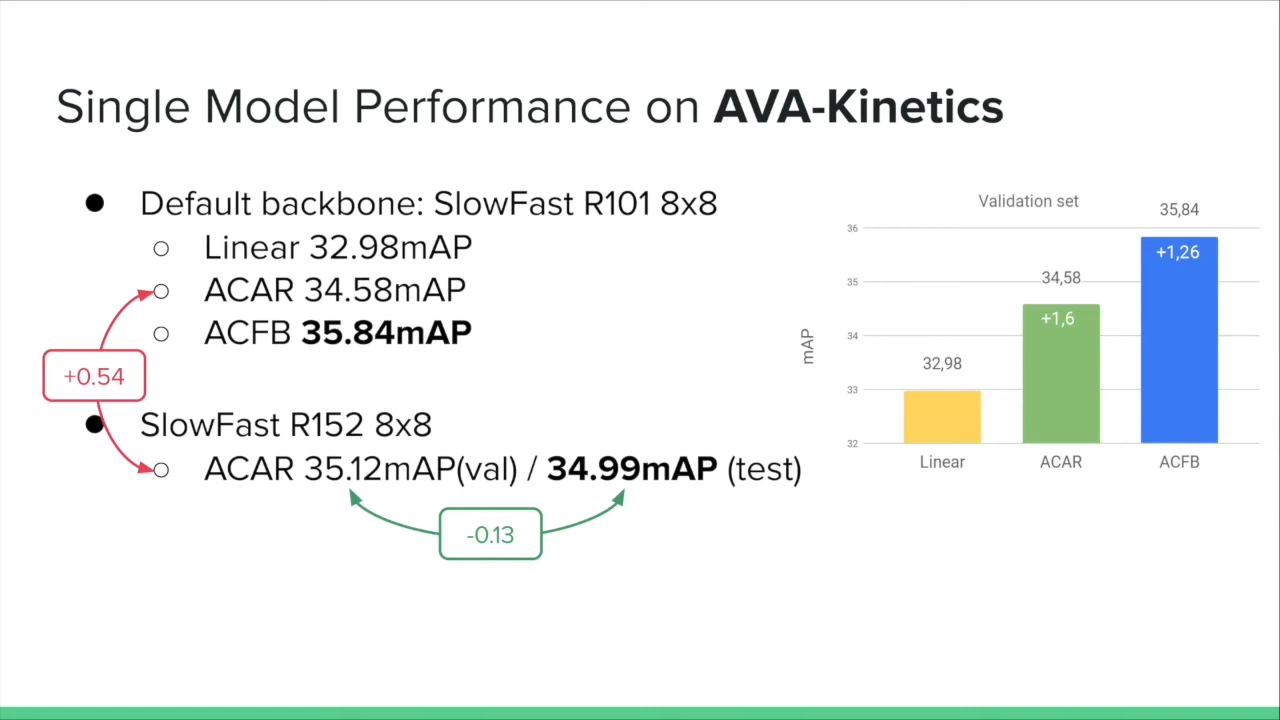 Single Model Performance on AVA-Kinetics
● Default backbone: SlowFast R101 8x8
○ Linear 32.98mAP
○ ACAR 34.58mAP
○ ACFB 35.84mAP
+0.54
● SlowFast R152 8x8
○ ACAR 35.12mAP(val) / 34.99mAP (test)
-0.13
Validation set
mAP
36
35
34
33
32
32,98
34,58
+1,6
35,84
+1,26
Linear
ACAR
ACFB